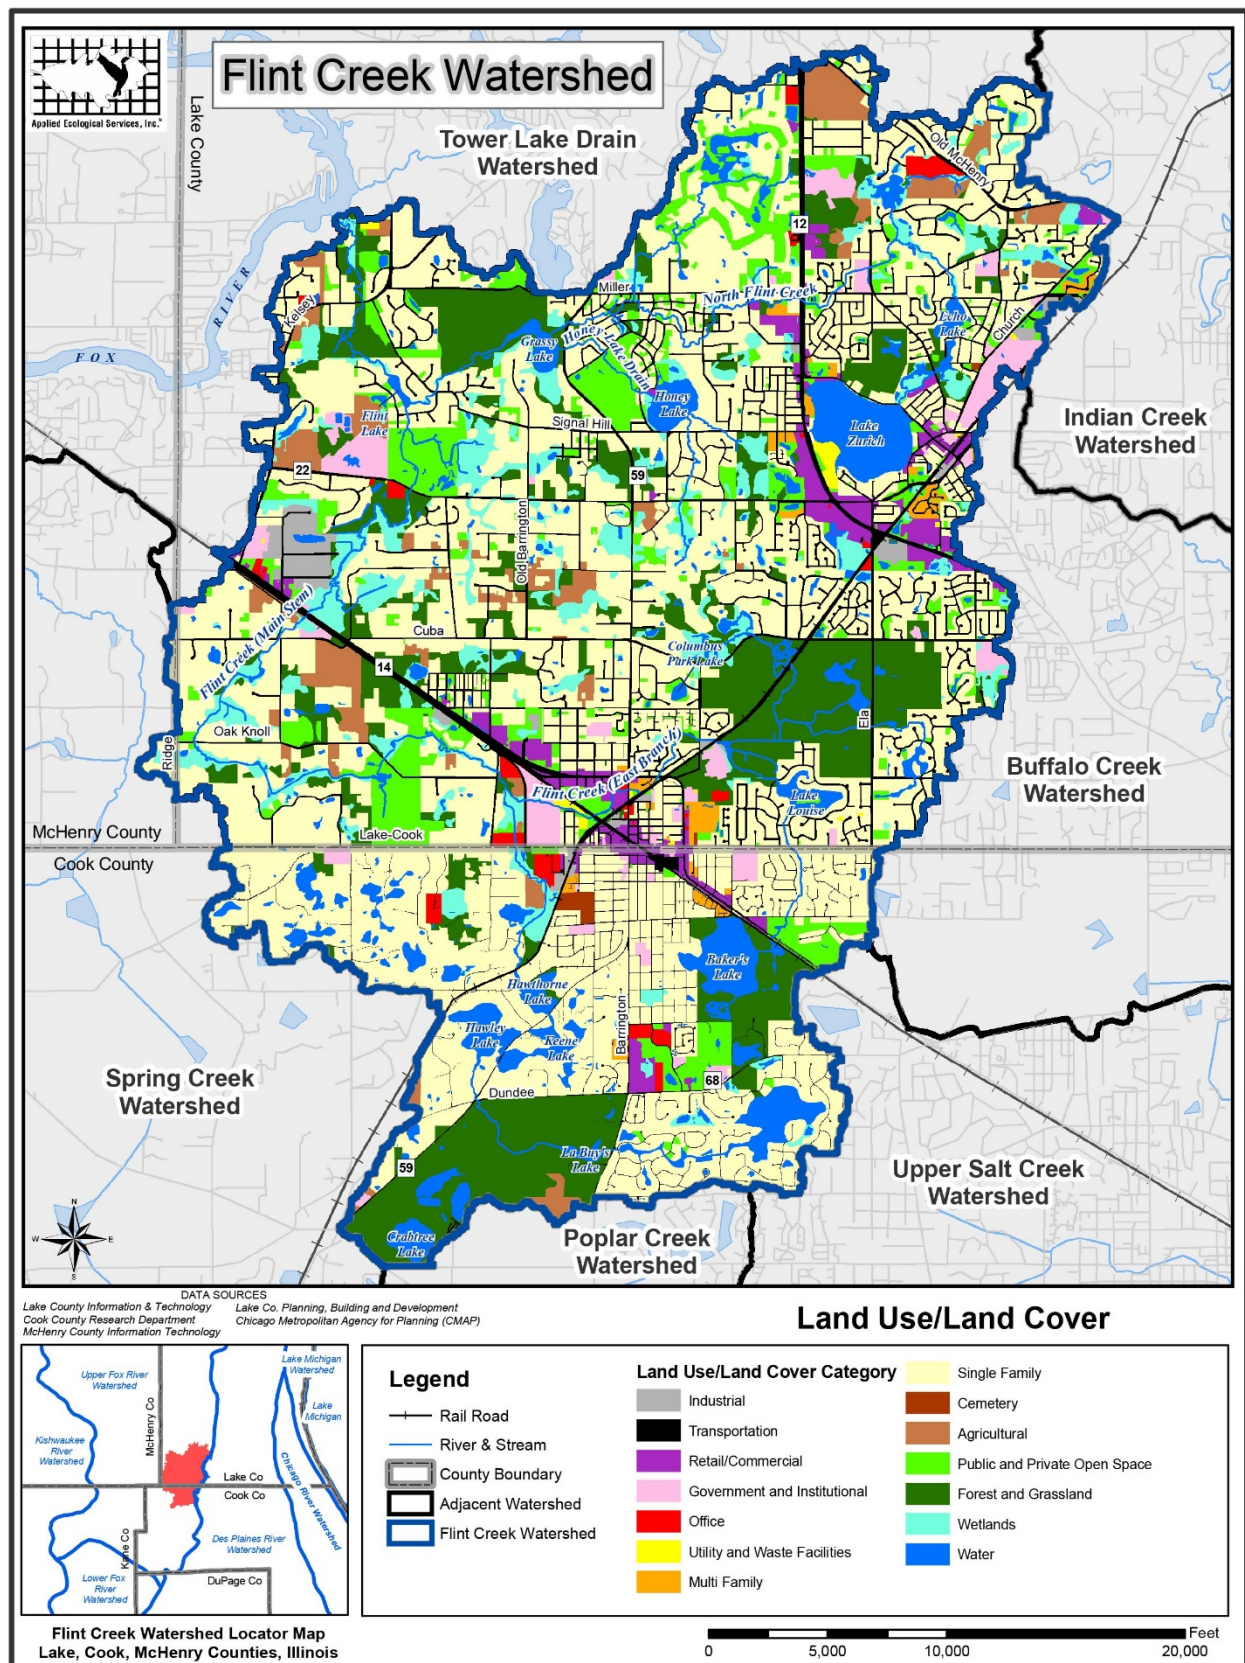 Applied Ecological Services, Inc.®
Flint Creek Watershed
Lake County
Tower Lake Drain
Watershed
Old McHenry
12
RIVER
FOX
Kelsey
Miller
North Flint Creek
Grassy
Lake
Honey Lake Drain
Echo
Lake
Church
Honey
Lake
Flint
Lake
Signal Hill
Lake
Zurich
Indian Creek
Watershed
22
59
Old Barrington
Flint Creek (Main Stem)
Cuba
14
Columbus
Park Lake
Ela
Oak Knoll
Ridge
Flint Creek (East Branch)
Buffalo Creek
Watershed
Lake
Louise
McHenry County
Lake-Cook
Cook County
Baker's
Lake
Hawthorne
Lake
Hawley
Lake
Keene
Lake
Barrington
Spring Creek
Watershed
Dundee
68
59
La Buy's
Lake
Upper Salt Creek
Watershed
Crabtree
Lake
Poplar Creek
Watershed
N
W
E
S
DATA SOURCES
Lake County Information & Technology
Cook County Research Department
McHenry County Information Technology
Lake Co. Planning, Building and Development
Chicago Metropolitan Agency for Planning (CMAP)
Land Use/Land Cover
Upper Fox River
Watershed
Lake Michigan
Watershed
Lake
Michigan
McHenry Co
Kishwaukee
River
Watershed
Chicago River Watershed
Lake Co
Cook Co
Kane Co
Des Plaines River
Watershed
Lower Fox
River
Watershed
DuPage Co
Flint Creek Watershed Locator Map
Lake, Cook, McHenry Counties, Illinois
Legend
Rail Road
River & Stream
County Boundary
Adjacent Watershed
Flint Creek Watershed
Land Use/Land Cover Category
Industrial
Transportation
Retail/Commercial
Government and Institutional
Office
Utility and Waste Facilities
Multi Family
Single Family
Cemetery
Agricultural
Public and Private Open Space
Forest and Grassland
Wetlands
Water
Feet
0 5,000 10,000 20,000